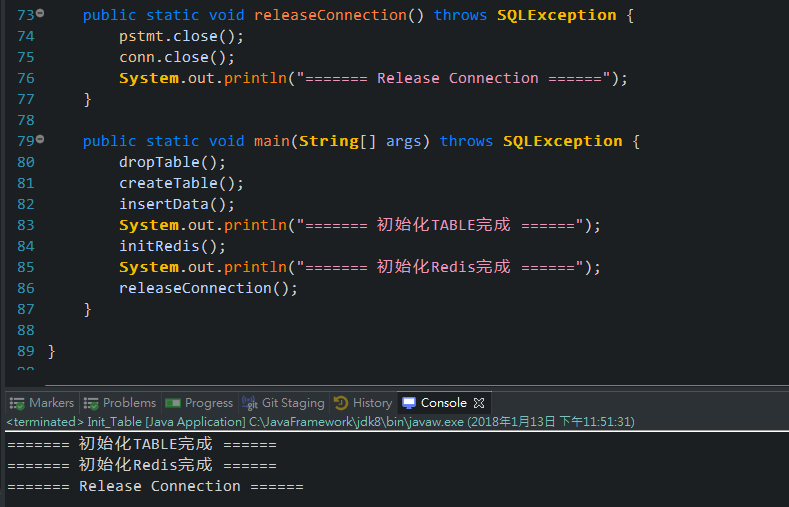 73 public static void releaseConnection() throws SQLException {
74 pstmt.close();
75 conn.close();
76 System.out.println("======= Release Connection ======");
77 }
78
79 public static void main(String[] args) throws SQLException {
80 dropTable();
81 createTable();
82 insertData();
83 System.out.println("======= 初始化TABLE完成 ======");
84 initRedis();
85 System.out.println("======= 初始化Redis完成 ======");
86 releaseConnection();
87 }
88
89 }
Markers Problems Progress Git Staging History Console
<terminated> Init_Table [Java Application] C:\JavaFramework\jdk8\bin\javaw.exe (2018年1月13日 下午11:51:31)
======= 初始化TABLE完成 ======
======= 初始化Redis完成 ======
======= Release Connection ======